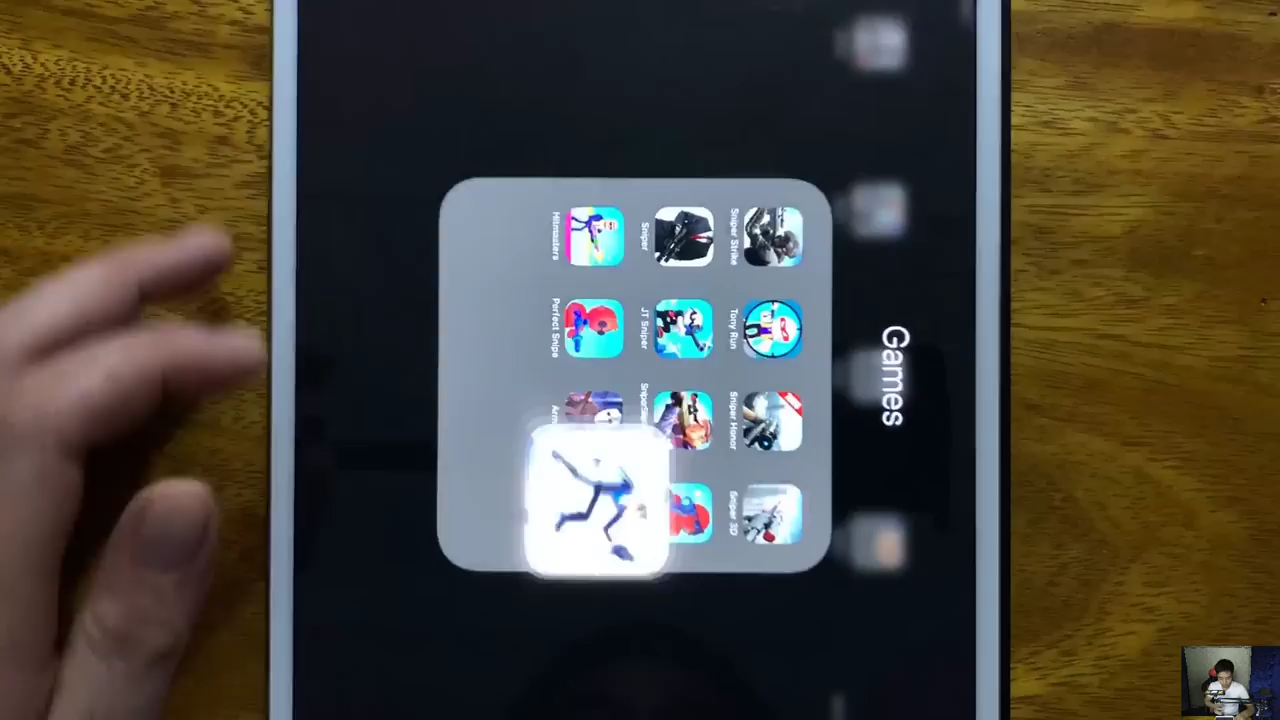 Games
Sniper Strike
Tony Run
Sniper Honor
Sniper 3D
Sniper
JT Sniper
Hitmasters
Perfect Snipe